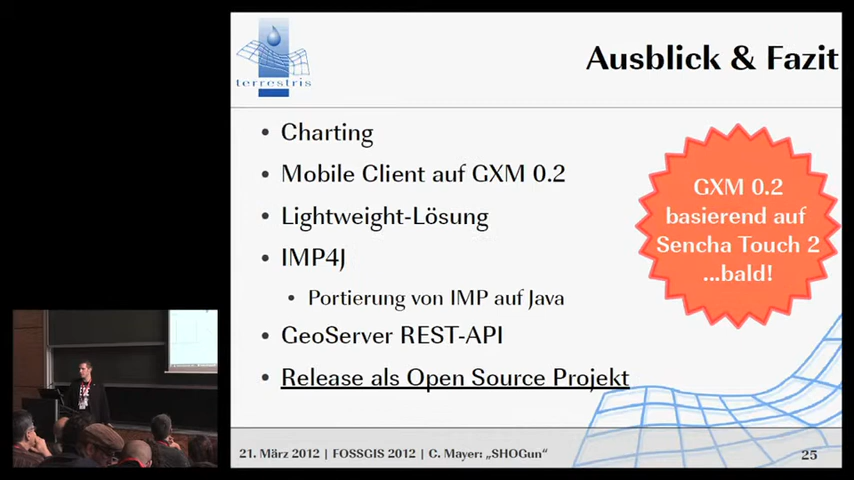 terrestris
Ausblick & Fazit
Charting
Mobile Client auf GXM 0.2
Lightweight-Lösung
IMP4J
Portierung von IMP auf Java
GeoServer REST-API
Release als Open Source Projekt
GXM 0.2
basierend auf
Sencha Touch 2
...bald!
21. März 2012 | FOSSGIS 2012 | C. Mayer: „SHOGun“
25